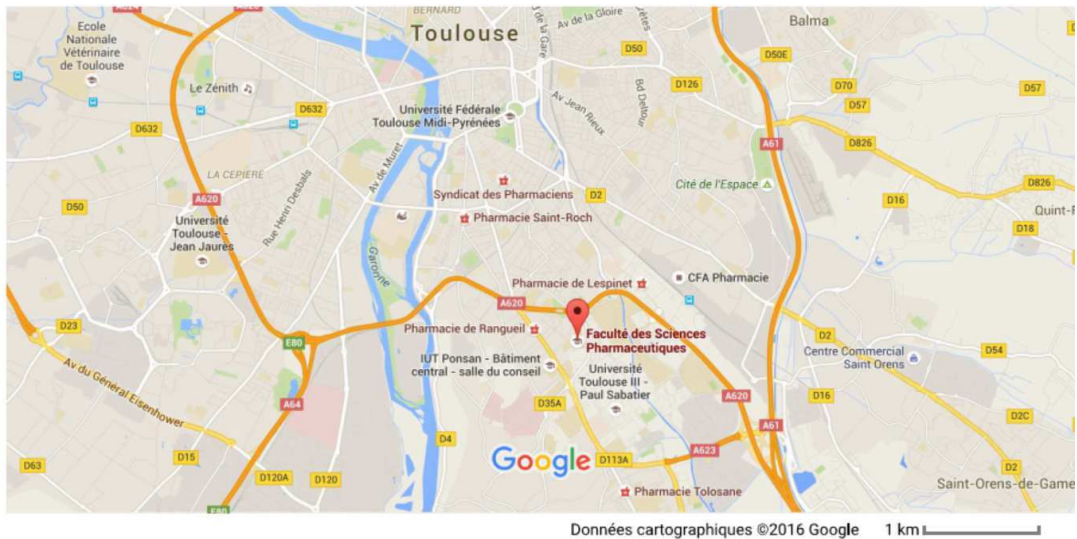 A624
A620
BERNARD
Av de la Gloire
Balma
Ecole
Nationale
Vétérinaire
de Toulouse
Toulouse
D50
D50E
Le Zénith
D632
D126
D70
D57
D57
Université Fédérale
Toulouse Midi-Pyrénées
Av Jean Rieux
Bd Deltour
D632
A61
D826
Av de Muret
LA CEPIERE
Syndicat des Pharmaciens
D2
Cité de l'Espace
D826
A620
D50
Rue Henri Desbals
Pharmacie Saint-Roch
D16
Quint-F
D18
Université
Toulouse -
Jean Jaurès
Garonne
CFA Pharmacie
Pharmacie de Lespinet
A620
D23
Pharmacie de Rangueil
Faculté des Sciences
Pharmaceutiques
D2
E80
IUT Ponsan - Bâtiment
central - salle du conseil
Centre Commercial
Saint Orens
D54
Université
Toulouse III -
Paul Sabatier
Av du Général Eisenhower
A64
D35A
A620
D16
D2C
D4
A61
A623
D15
Google
D113A
D63
D120A
D120
D2
Pharmacie Tolosane
Saint-Orens-de-Game
E80
Données cartographiques ©2016 Google 1 km